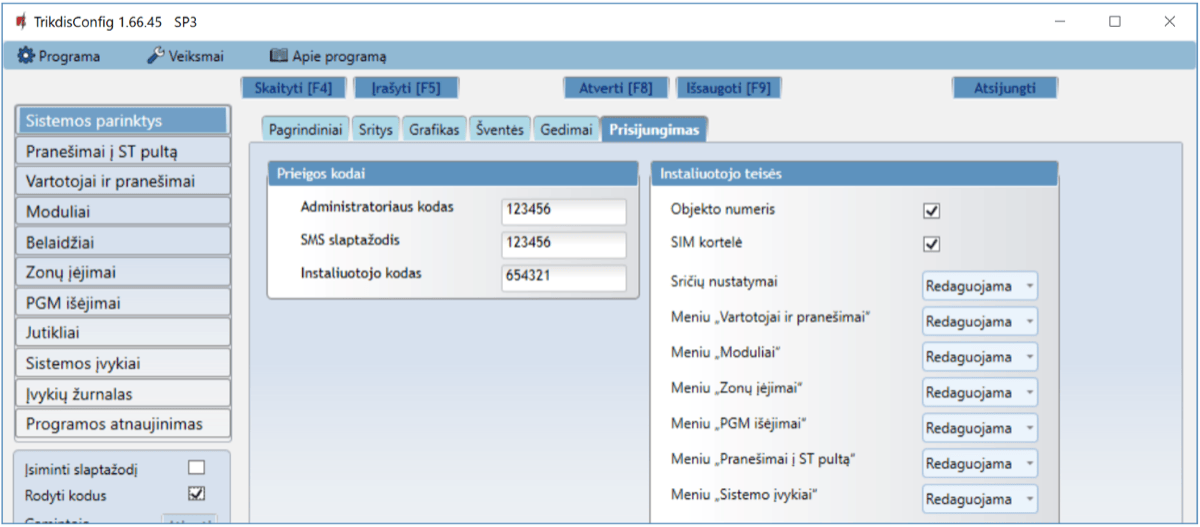 TrikdisConfig 1.66.45 SP3
Programa Veiksmai Apie programą
Skaityti [F4] Įrašyti [F5] Atverti [F8] Išsaugoti [F9] Atsijungti
Sistemos parinktys
Pranešimai į ST pultą
Vartotojai ir pranešimai
Moduliai
Belaidžiai
Zonų įėjimai
PGM išėjimai
Jutikliai
Sistemos įvykiai
Įvykių žurnalas
Programos atnaujinimas
Įsiminti slaptažodį
Rodyti kodus
Pagrindiniai Sritys Grafikas Šventės Gedimai Prisijungimas
Prieigos kodai
Administratoriaus kodas 123456
SMS slaptažodis 123456
Instaliuotojo kodas 654321
Instaliuotojo teisės
Objekto numeris
SIM kortelė
Sričių nustatymai Redaguojama
Meniu „Vartotojai ir pranešimai" Redaguojama
Meniu „Moduliai" Redaguojama
Meniu „Zonų įėjimai" Redaguojama
Meniu „PGM išėjimai" Redaguojama
Meniu „Pranešimai į ST pultą" Redaguojama
Meniu „Sistemo įvykiai" Redaguojama